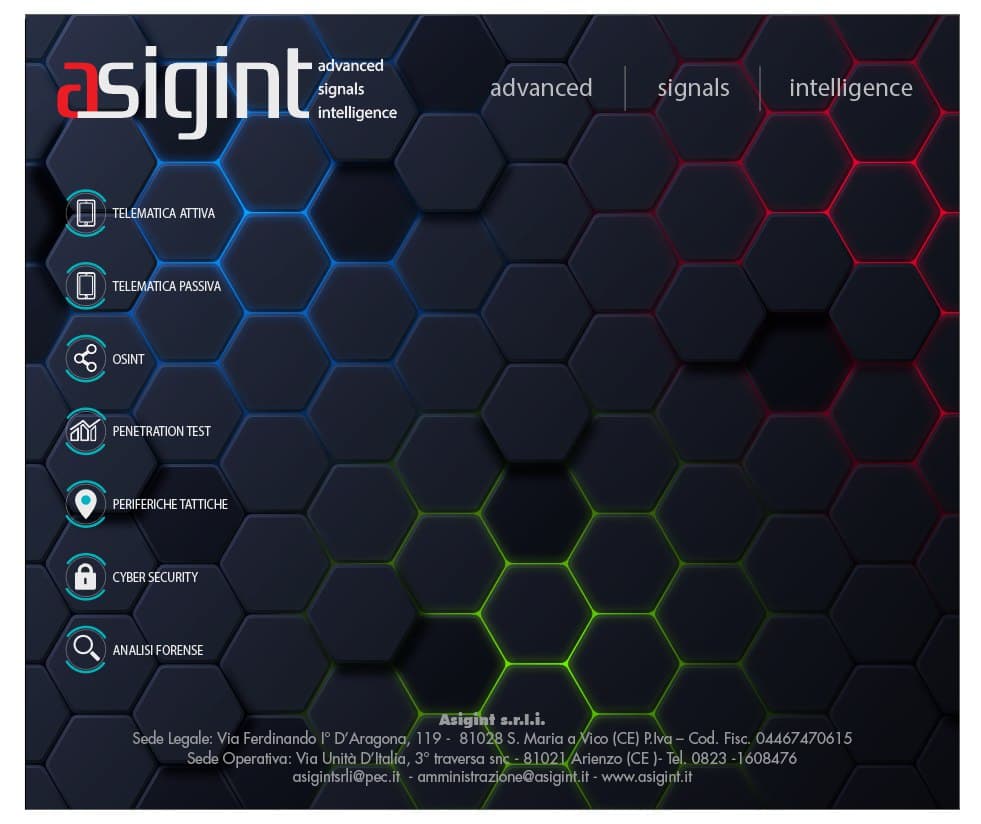 asigint
advanced
signals
intelligence
advanced | signals | intelligence
TELEMATICA ATTIVA
TELEMATICA PASSIVA
OSINT
PENETRATION TEST
PERIFERICHE TATTICHE
CYBER SECURITY
ANALISI FORENSE
Asigint s.r.l.i.
Sede Legale: Via Ferdinando I° D'Aragona, 119 - 81028 S. Maria a Vico (CE) P.Iva – Cod. Fisc. 04467470615
Sede Operativa: Via Unità D'Italia, 3° traversa snc - 81021 Arienzo (CE )- Tel. 0823 -1608476
asigintsrli@pec.it - amministrazione@asigint.it - www.asigint.it